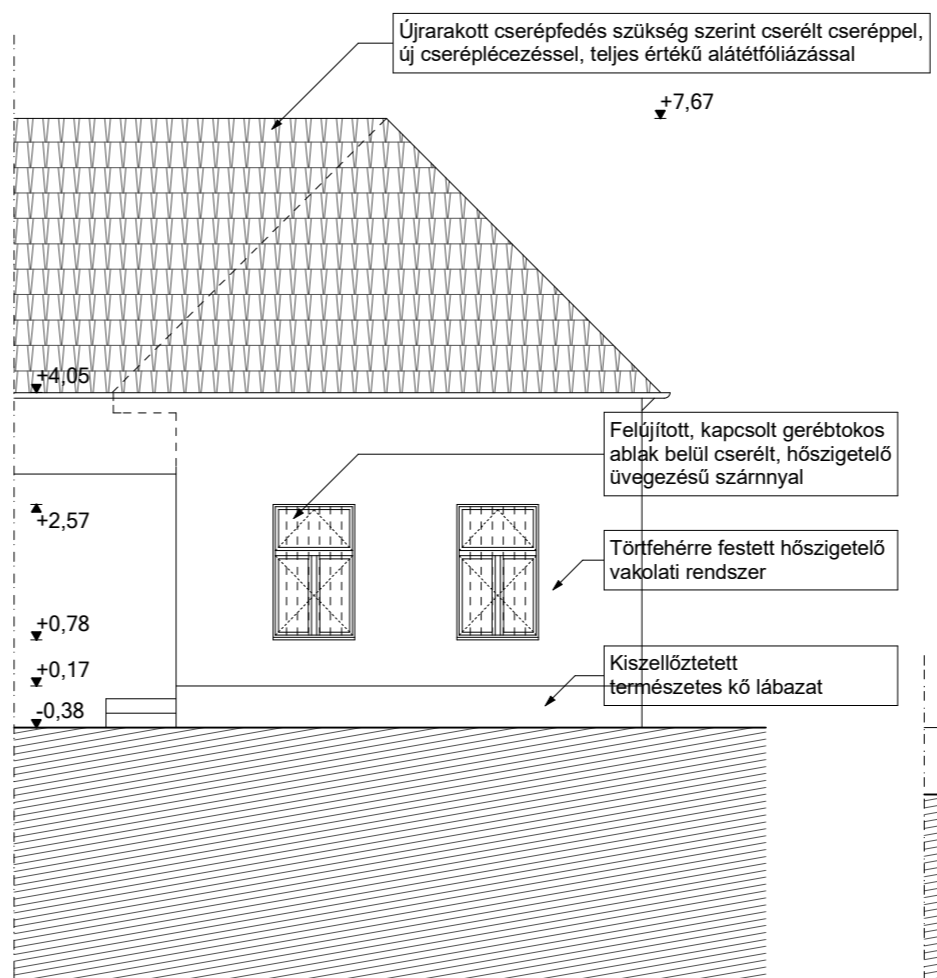 Újrarakott cserépfedés szükség szerint cserélt cseréppel,
új cseréplécezéssel, teljes értékű alátétfóliázással
+7,67
+4,05
Felújított, kapcsolt gerébtokos
ablak belül cserélt, hőszigetelő
üvegezésű szárnnyal
+2,57
Törtfehérre festett hőszigetelő
vakolati rendszer
+0,78
+0,17
Kiszellőztetett
természetes kő lábazat
-0,38